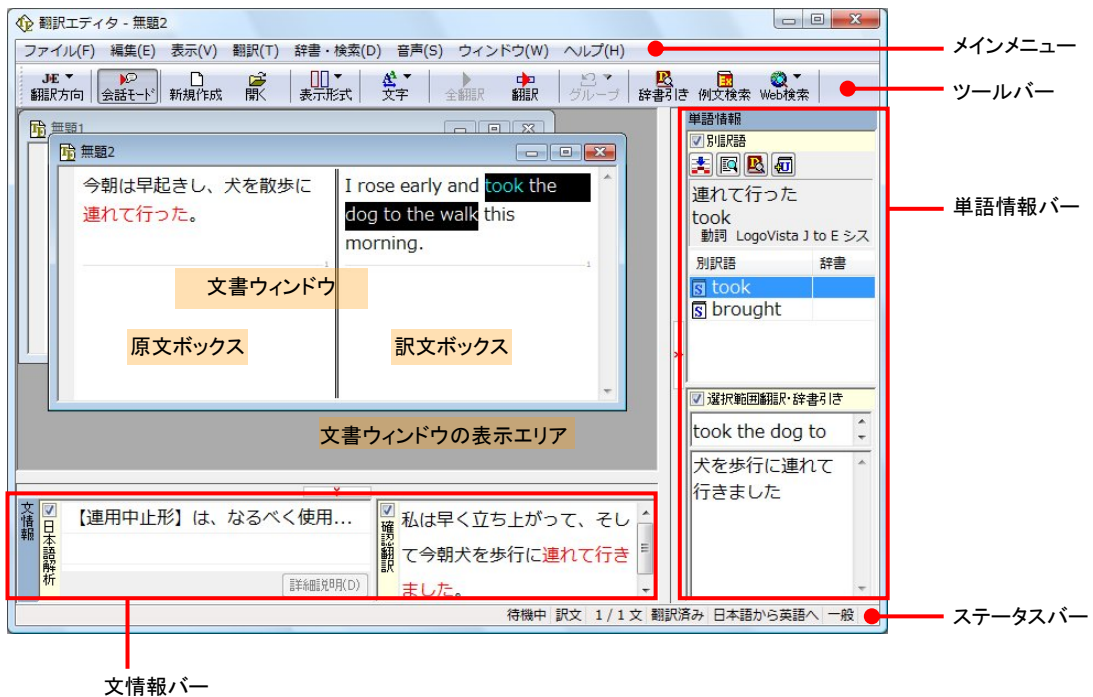 翻訳エディタ - 無題2
ファイル(F) 編集(E) 表示(V) 翻訳(T) 辞書・検索(D) 音声(S) ウィンドウ(W) ヘルプ(H)
メインメニュー
J-E
翻訳方向 会話モード 新規作成 開く 表示形式 文字 全翻訳 翻訳 グループ 辞書引き 例文検索 Web検索
ツールバー
無題1
無題2
今朝は早起きし、犬を散歩に
連れて行った。
1
I rose early and took the
dog to the walk this
morning.
1
文書ウィンドウ
原文ボックス
訳文ボックス
文書ウィンドウの表示エリア
単語情報
別訳語
連れて行った
took
動詞 LogoVista J to E シス
別訳語 辞書
S took
S brought
選択範囲翻訳・辞書引き
took the dog to
犬を歩行に連れて
行きました
単語情報バー
文情報
日本語解析
【連用中止形】は、なるべく使用...
詳細説明(D)
確認翻訳
私は早く立ち上がって、そし
て今朝犬を歩行に連れて行き
ました。
待機中 訳文 1 / 1 文 翻訳済み 日本語から英語へ 一般
ステータスバー
文情報バー